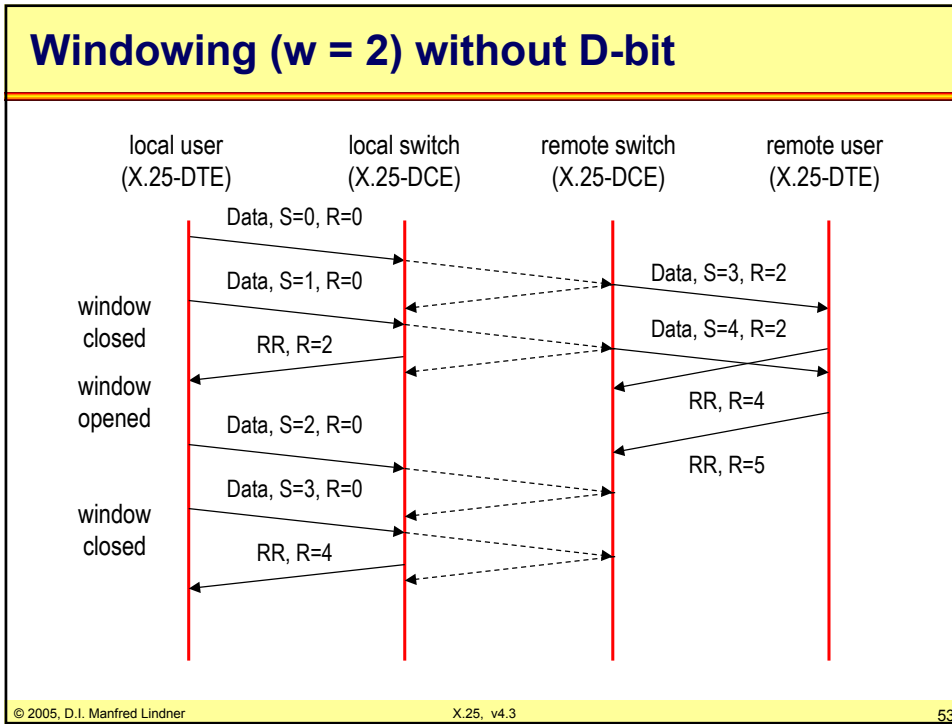 Windowing (w = 2) without D-bit
local user
(X.25-DTE)
local switch
(X.25-DCE)
remote switch
(X.25-DCE)
remote user
(X.25-DTE)
Data, S=0, R=0
Data, S=3, R=2
Data, S=1, R=0
window
closed
Data, S=4, R=2
RR, R=2
window
opened
RR, R=4
Data, S=2, R=0
RR, R=5
Data, S=3, R=0
window
closed
RR, R=4
© 2005, D.I. Manfred Lindner
X.25, v4.3
53